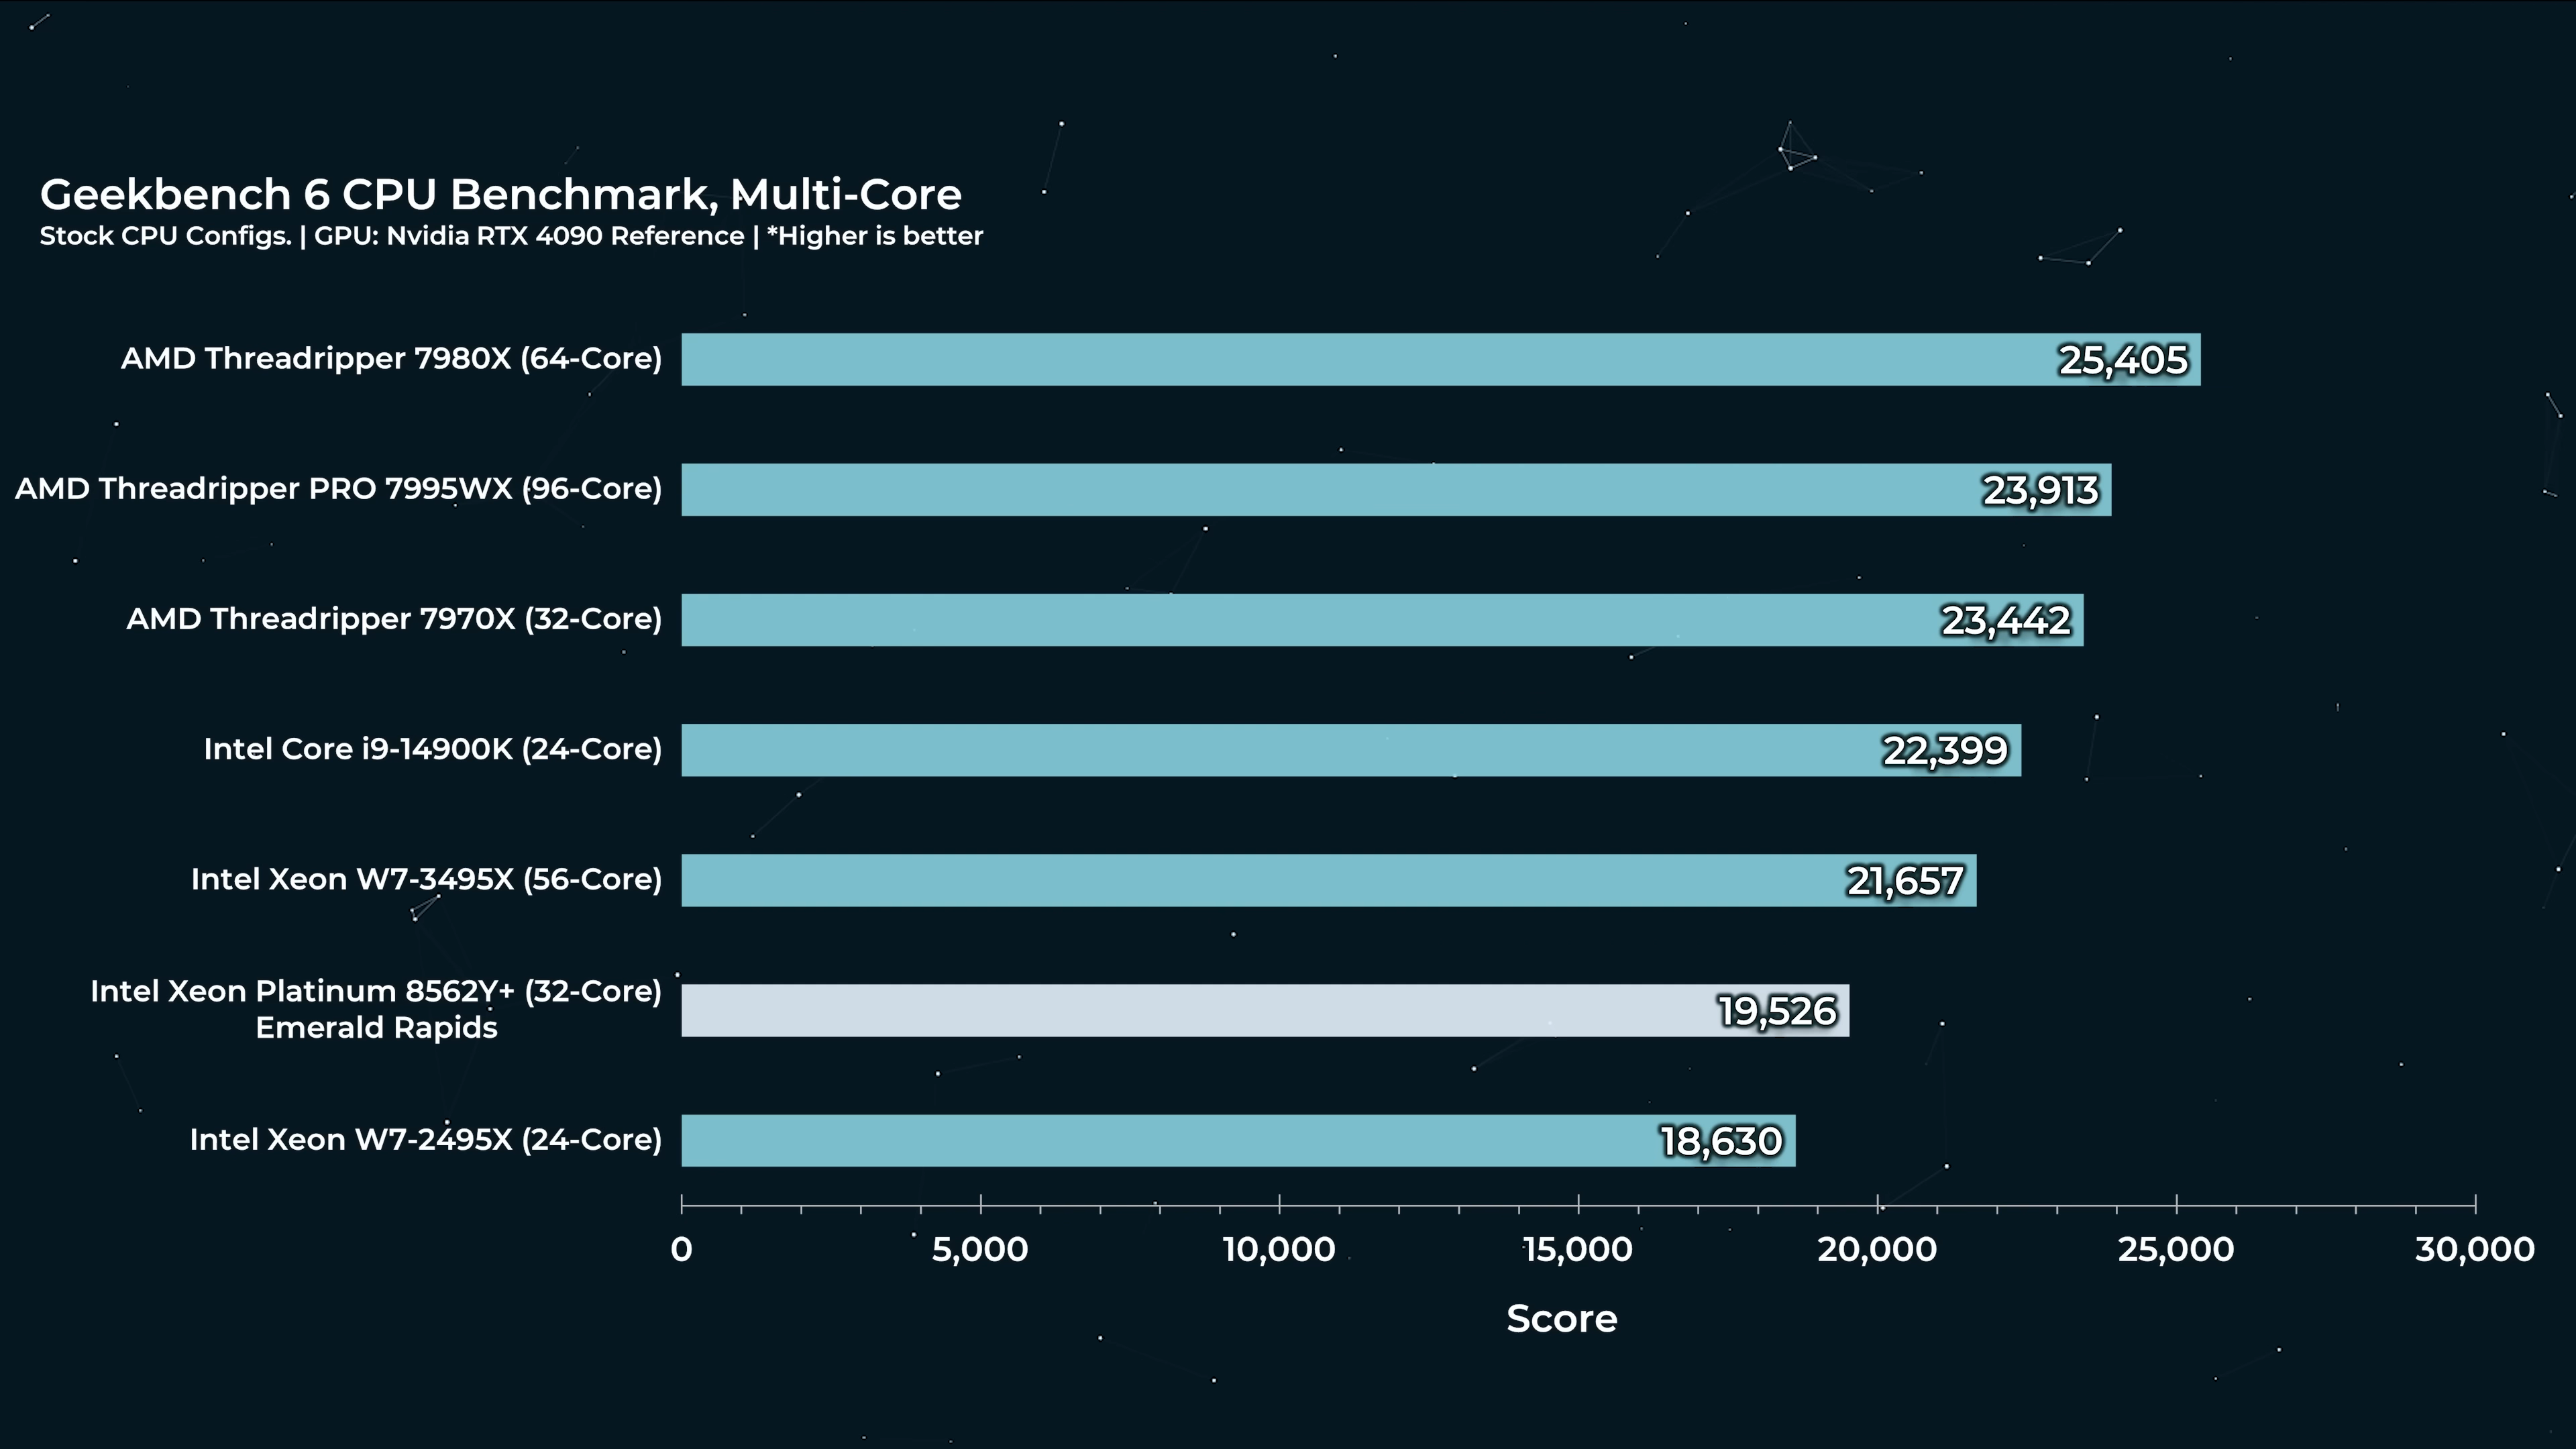 Geekbench 6 CPU Benchmark, Multi-Core
Stock CPU Configs. | GPU: Nvidia RTX 4090 Reference | *Higher is better
AMD Threadripper 7980X (64-Core)
25,405
AMD Threadripper PRO 7995WX (96-Core)
23,913
AMD Threadripper 7970X (32-Core)
23,442
Intel Core i9-14900K (24-Core)
22,399
Intel Xeon W7-3495X (56-Core)
21,657
Intel Xeon Platinum 8562Y+ (32-Core)
Emerald Rapids
19,526
Intel Xeon W7-2495X (24-Core)
18,630
0 5,000 10,000 15,000 20,000 25,000 30,000
Score